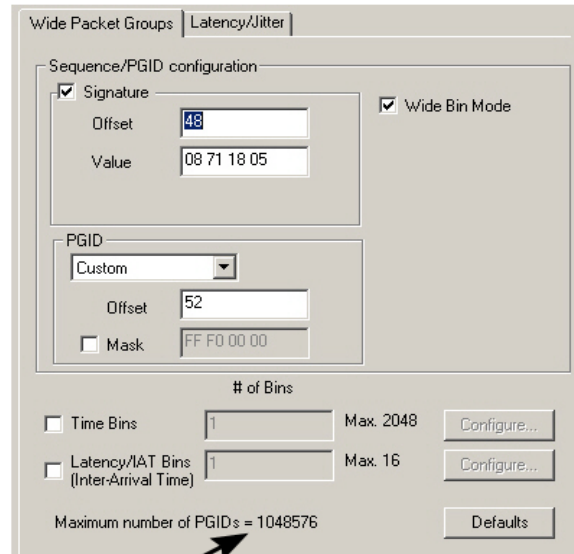 Wide Packet Groups Latency/Jitter
Sequence/PGID configuration
Signature
Wide Bin Mode
Offset 48
Value 08 71 18 05
PGID
Custom
Offset 52
Mask FF F0 00 00
# of Bins
Time Bins 1 Max. 2048 Configure...
Latency/IAT Bins 1 Max. 16 Configure...
(Inter-Arrival Time)
Maximum number of PGIDs = 1048576 Defaults